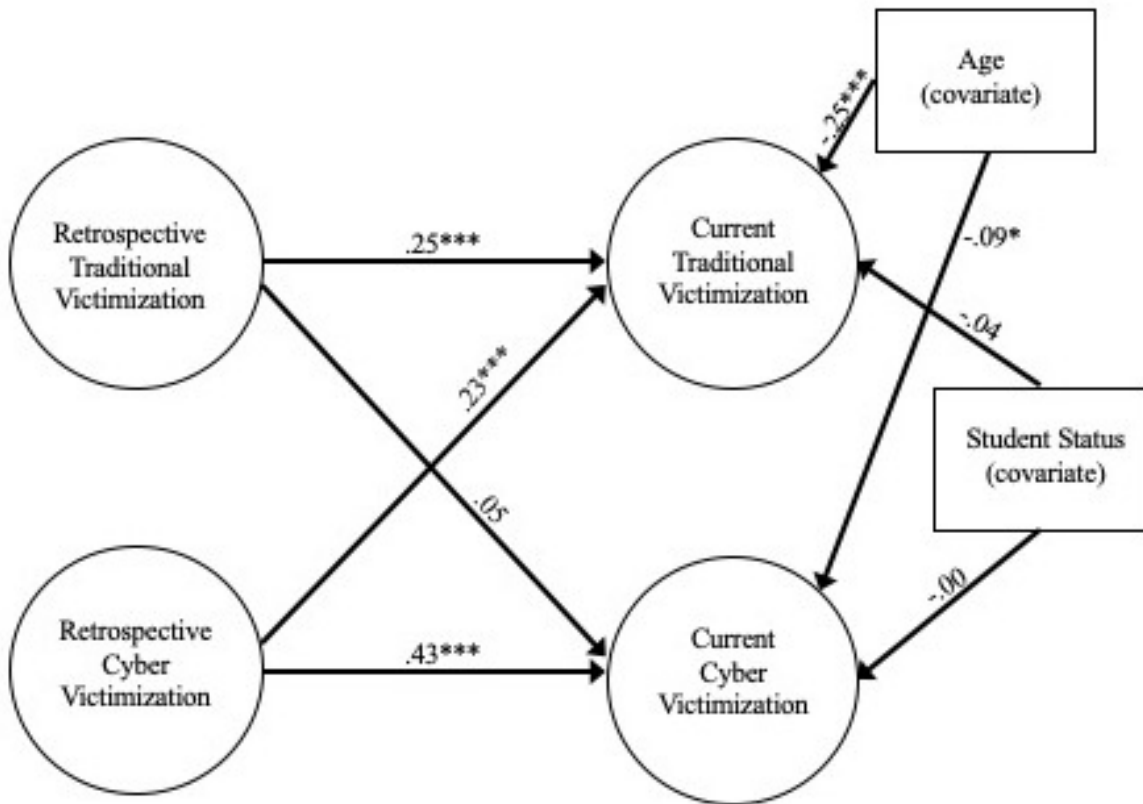 Age
(covariate)
-.25***
Retrospective
Traditional
Victimization
.25***
Current
Traditional
Victimization
-.09*
-.04
.23***
Student Status
(covariate)
.05
-.00
Retrospective
Cyber
Victimization
.43***
Current
Cyber
Victimization